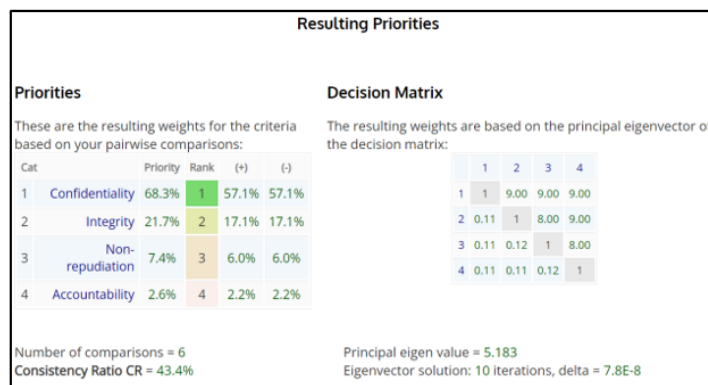 Resulting Priorities
Priorities
These are the resulting weights for the criteria
based on your pairwise comparisons:
Cat Priority Rank (+) (-)
1 Confidentiality 68.3% 1 57.1% 57.1%
2 Integrity 21.7% 2 17.1% 17.1%
3 Non-
repudiation 7.4% 3 6.0% 6.0%
4 Accountability 2.6% 4 2.2% 2.2%
Number of comparisons = 6
Consistency Ratio CR = 43.4%
Decision Matrix
The resulting weights are based on the principal eigenvector of
the decision matrix:
1 2 3 4
1 1 9.00 9.00 9.00
2 0.11 1 8.00 9.00
3 0.11 0.12 1 8.00
4 0.11 0.11 0.12 1
Principal eigen value = 5.183
Eigenvector solution: 10 iterations, delta = 7.8E-8